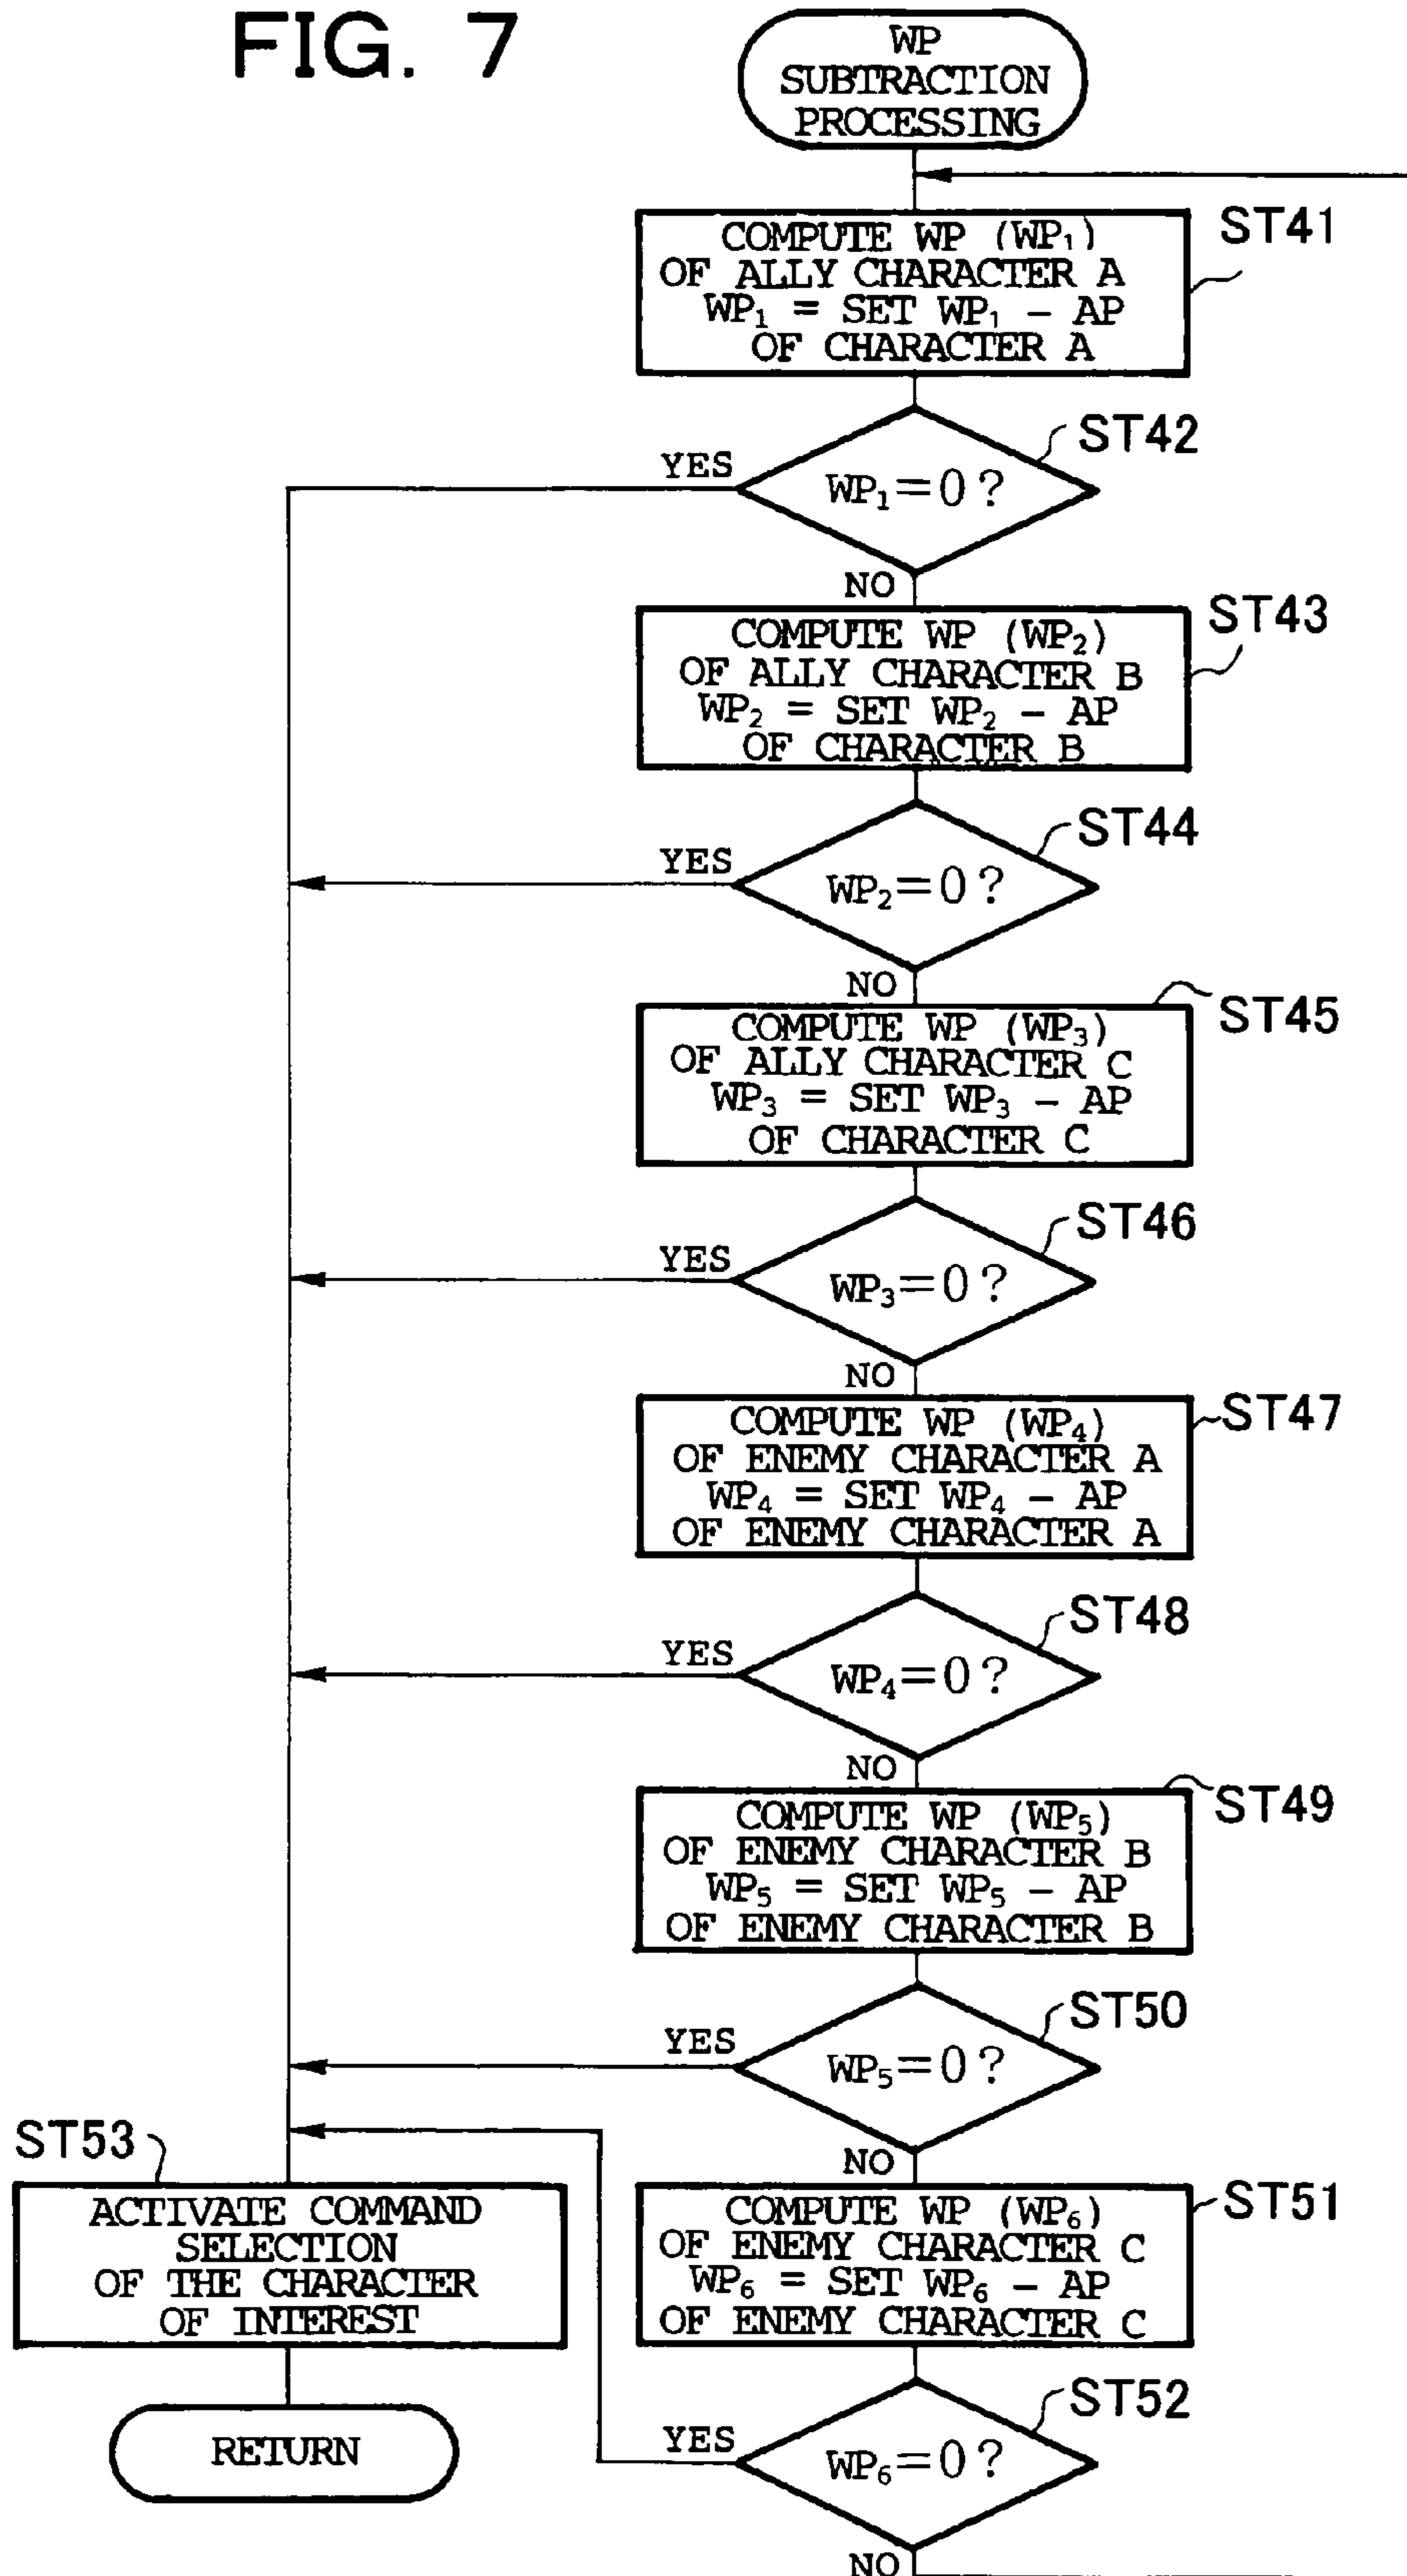 FIG. 7
WP
SUBTRACTION
PROCESSING
COMPUTE WP (WP₁)
OF ALLY CHARACTER A
WP₁ = SET WP₁ - AP
OF CHARACTER A
ST41
WP₁=0?
ST42
YES
NO
COMPUTE WP (WP₂)
OF ALLY CHARACTER B
WP₂ = SET WP₂ - AP
OF CHARACTER B
ST43
WP₂=0?
ST44
YES
NO
COMPUTE WP (WP₃)
OF ALLY CHARACTER C
WP₃ = SET WP₃ - AP
OF CHARACTER C
ST45
WP₃=0?
ST46
YES
NO
COMPUTE WP (WP₄)
OF ENEMY CHARACTER A
WP₄ = SET WP₄ - AP
OF ENEMY CHARACTER A
ST47
WP₄=0?
ST48
YES
NO
COMPUTE WP (WP₅)
OF ENEMY CHARACTER B
WP₅ = SET WP₅ - AP
OF ENEMY CHARACTER B
ST49
WP₅=0?
ST50
YES
NO
COMPUTE WP (WP₆)
OF ENEMY CHARACTER C
WP₆ = SET WP₆ - AP
OF ENEMY CHARACTER C
ST51
WP₆=0?
ST52
YES
NO
ST53
ACTIVATE COMMAND
SELECTION
OF THE CHARACTER
OF INTEREST
RETURN